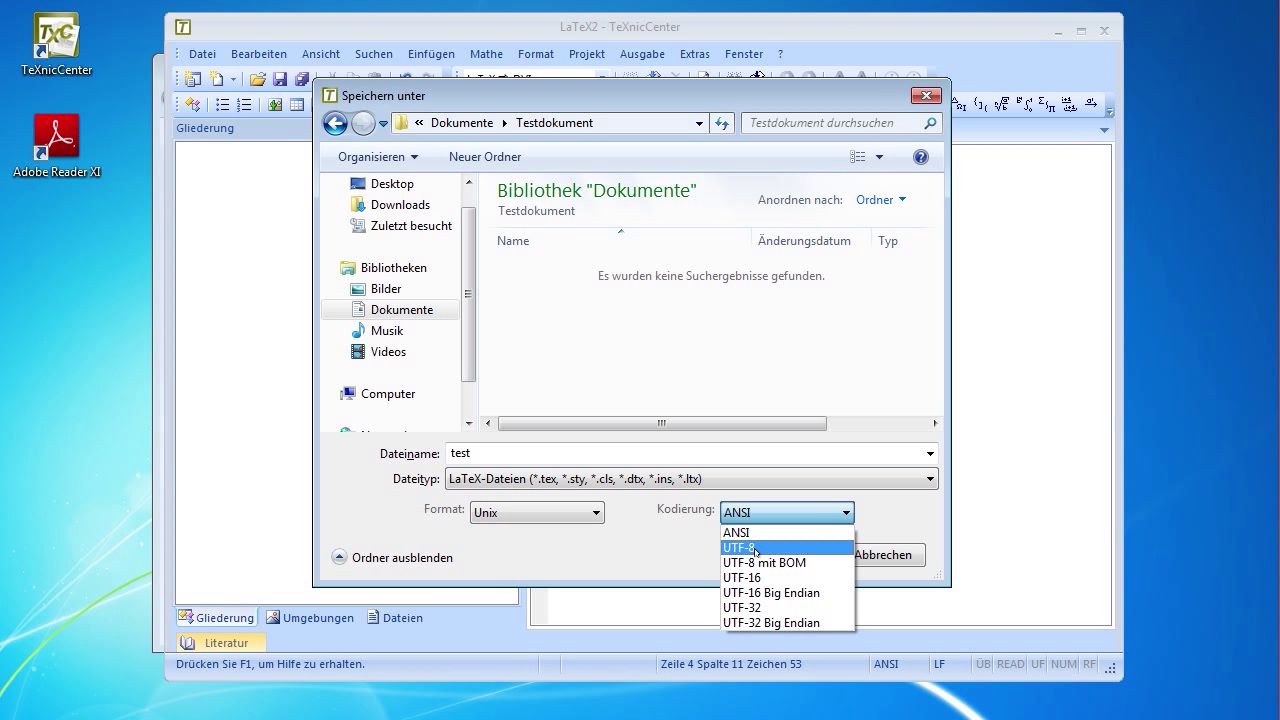 TeXnicCenter
Adobe Reader XI
LaTeX2 - TeXnicCenter
Datei Bearbeiten Ansicht Suchen Einfügen Mathe Format Projekt Ausgabe Extras Fenster ?
Speichern unter
Gliederung
« Dokumente Testdokument
Testdokument durchsuchen
Organisieren Neuer Ordner
Desktop
Downloads
Zuletzt besucht
Bibliotheken
Bilder
Dokumente
Musik
Videos
Computer
Bibliothek "Dokumente"
Testdokument
Anordnen nach: Ordner
Name Änderungsdatum Typ
Es wurden keine Suchergebnisse gefunden.
Dateiname: test
Dateityp: LaTeX-Dateien (*.tex, *.sty, *.cls, *.dtx, *.ins, *.ltx)
Format: Unix Kodierung: ANSI
ANSI
UTF-8
UTF-8 mit BOM
UTF-16
UTF-16 Big Endian
UTF-32
UTF-32 Big Endian
Ordner ausblenden
Abbrechen
Gliederung Umgebungen Dateien
Literatur
Drücken Sie F1, um Hilfe zu erhalten. Zeile 4 Spalte 11 Zeichen 53 ANSI LF ÜB READ UF NUM RF